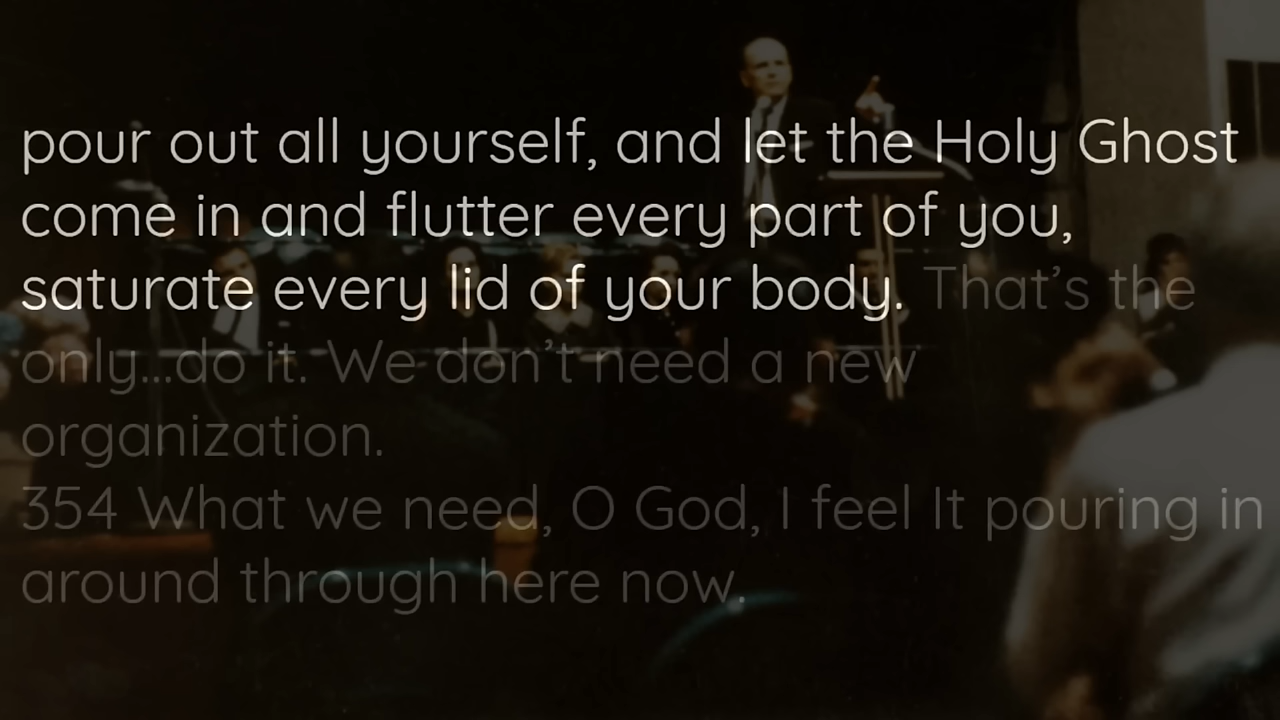 pour out all yourself, and let the Holy Ghost
come in and flutter every part of you,
saturate every lid of your body. That’s the
only...do it. We don’t need a new
organization.
354 What we need, O God, I feel It pouring in
around through here now.